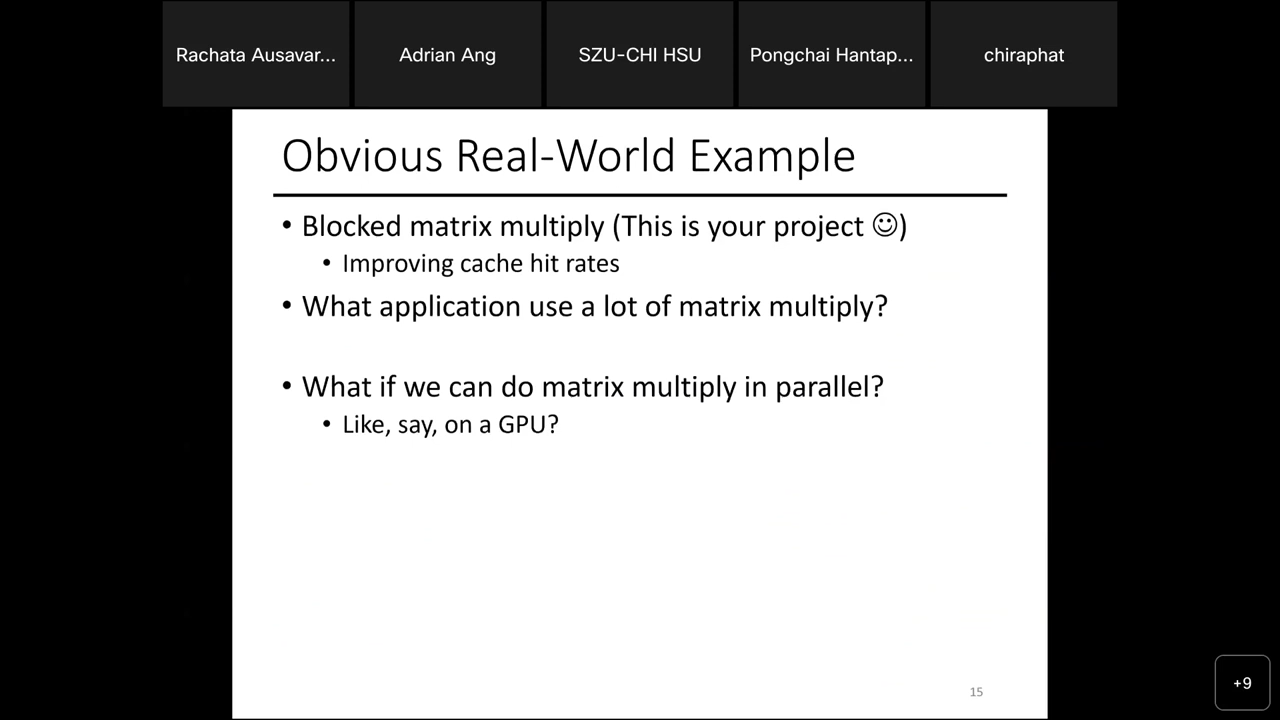 Rachata Ausavar...
Adrian Ang
SZU-CHI HSU
Pongchai Hantap...
chiraphat
Obvious Real-World Example
• Blocked matrix multiply (This is your project ☺)
• Improving cache hit rates
• What application use a lot of matrix multiply?
• What if we can do matrix multiply in parallel?
• Like, say, on a GPU?
15
+9